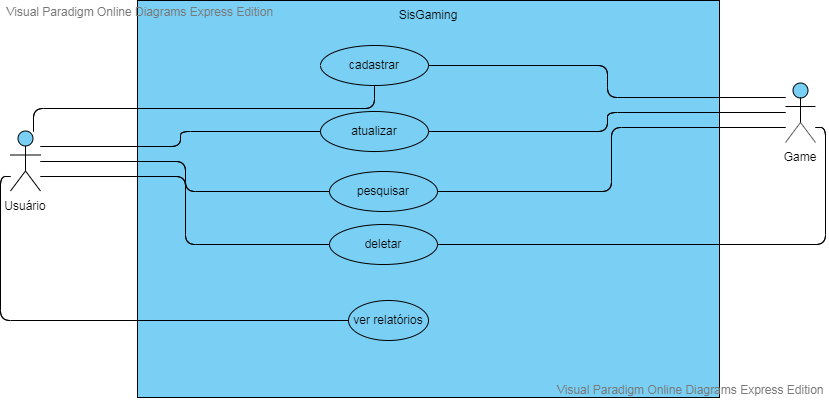 Visual Paradigm Online Diagrams Express Edition
SisGaming
cadastrar
atualizar
Game
pesquisar
Usuário
deletar
ver relatórios
Visual Paradigm Online Diagrams Express Edition